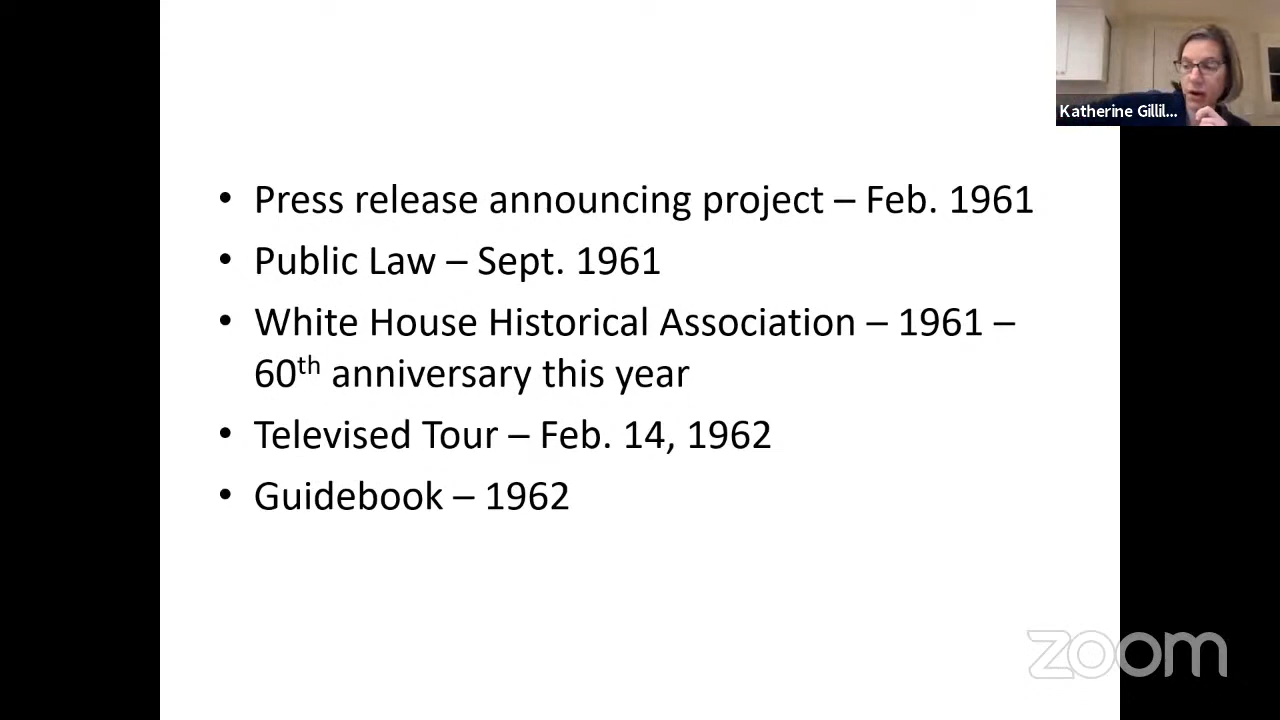 Katherine Gillil...
• Press release announcing project – Feb. 1961
• Public Law – Sept. 1961
• White House Historical Association – 1961 –
60th anniversary this year
• Televised Tour – Feb. 14, 1962
• Guidebook – 1962
zoom